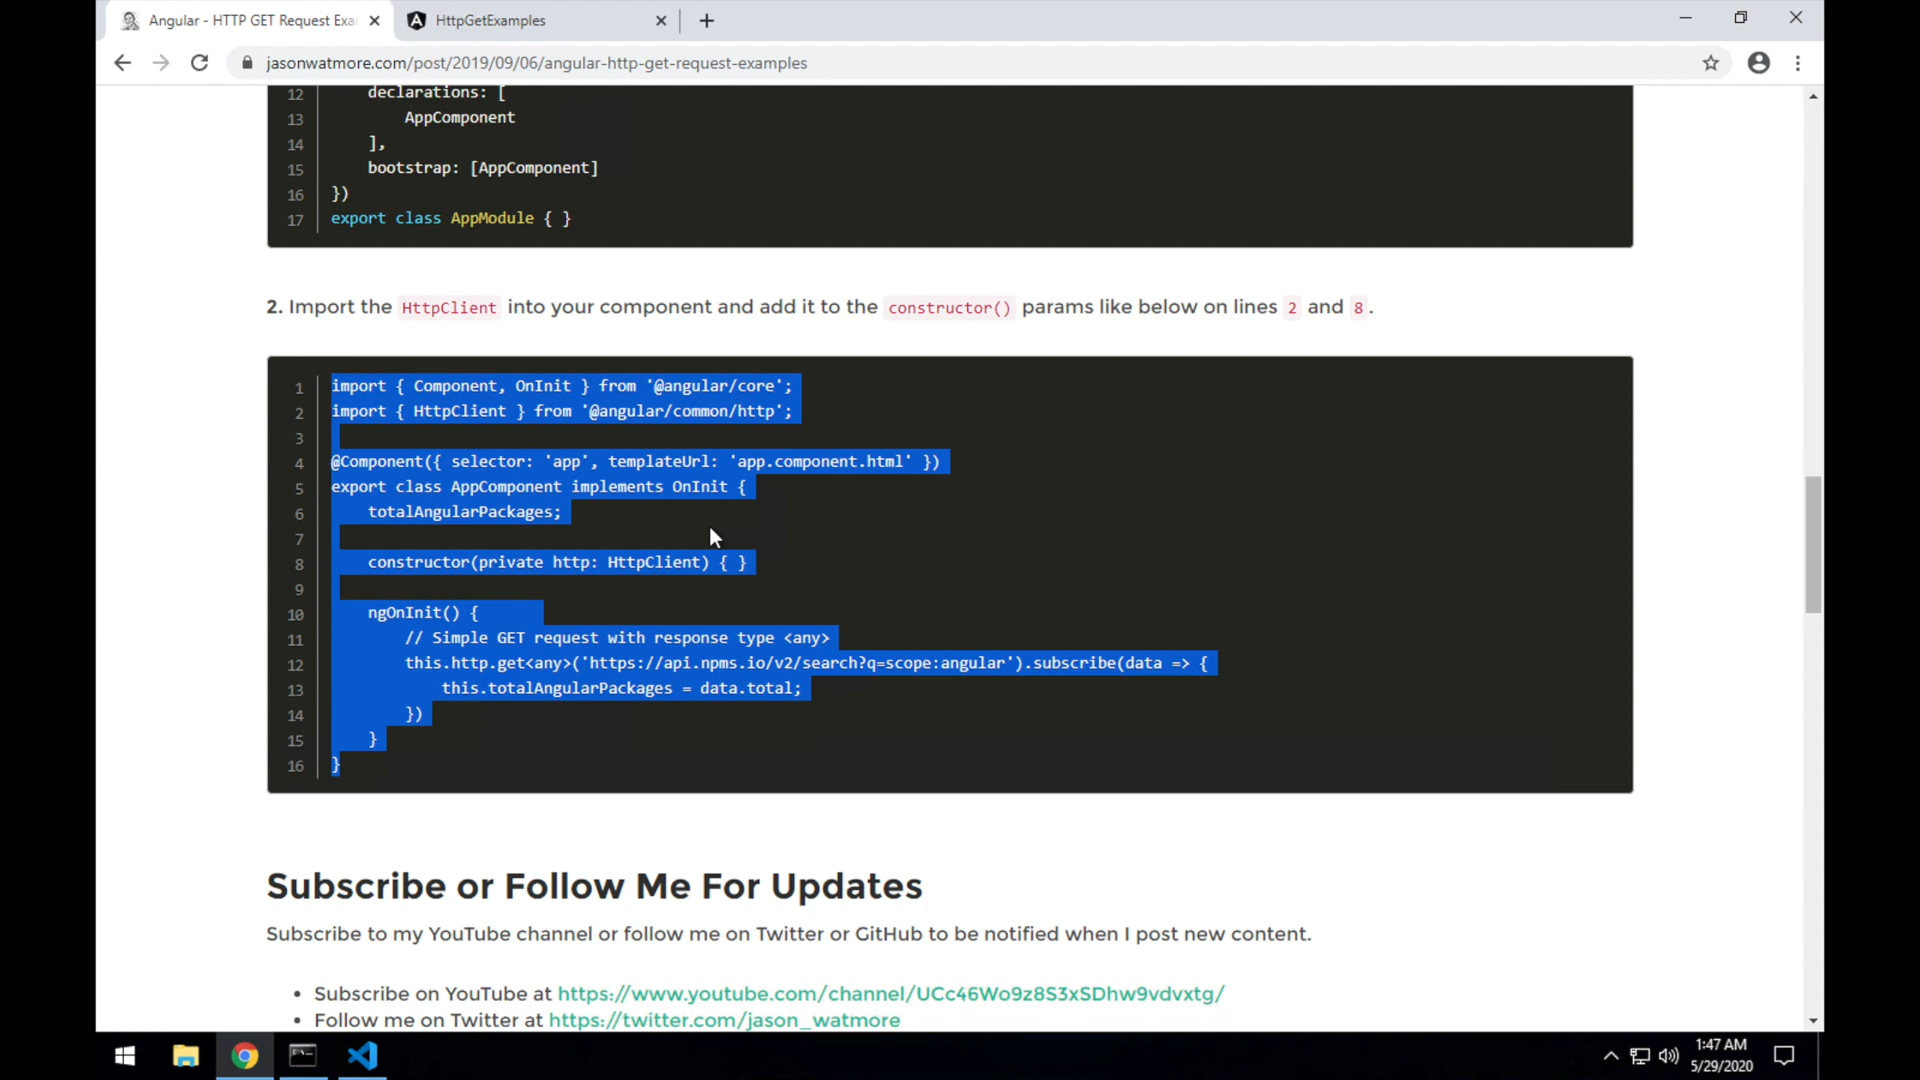 Angular - HTTP GET Request Exa
HttpGetExamples
jasonwatmore.com/post/2019/09/06/angular-http-get-request-examples
12 declarations: [
13 AppComponent
14 ],
15 bootstrap: [AppComponent]
16 })
17 export class AppModule { }
2. Import the HttpClient into your component and add it to the constructor() params like below on lines 2 and 8.
1 import { Component, OnInit } from '@angular/core';
2 import { HttpClient } from '@angular/common/http';
3
4 @Component({ selector: 'app', templateUrl: 'app.component.html' })
5 export class AppComponent implements OnInit {
6 totalAngularPackages;
7
8 constructor(private http: HttpClient) { }
9
10 ngOnInit() {
11 // Simple GET request with response type <any>
12 this.http.get<any>('https://api.npms.io/v2/search?q=scope:angular').subscribe(data => {
13 this.totalAngularPackages = data.total;
14 })
15 }
16 }
Subscribe or Follow Me For Updates
Subscribe to my YouTube channel or follow me on Twitter or GitHub to be notified when I post new content.
• Subscribe on YouTube at https://www.youtube.com/channel/UCc46Wo9z8S3xSDhw9vdvxtg/
• Follow me on Twitter at https://twitter.com/jason_watmore
1:47 AM
5/29/2020